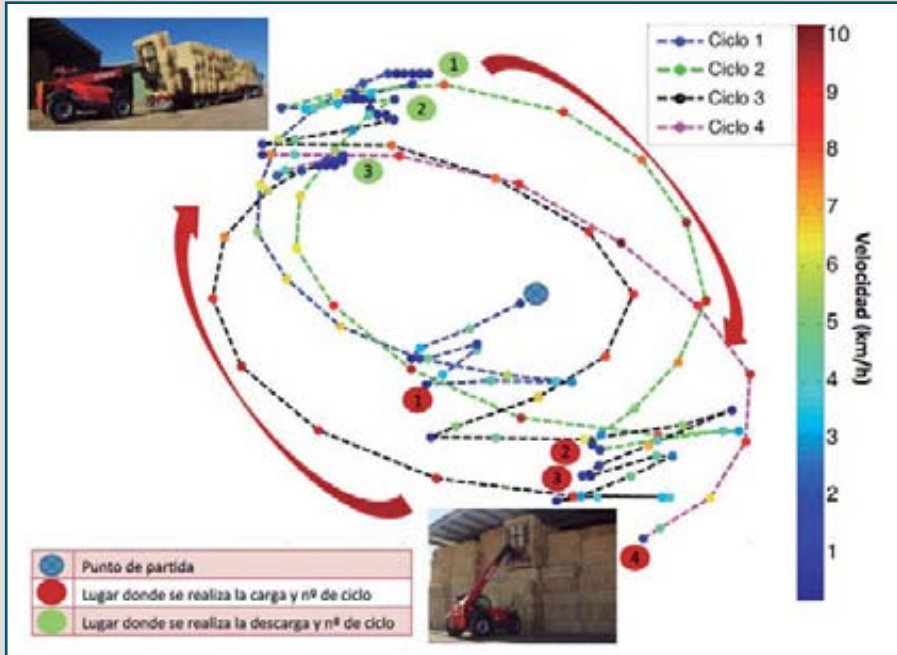 Ciclo 1
Ciclo 2
Ciclo 3
Ciclo 4
10
9
8
7
6
5
4
3
2
1
Velocidad (km/h)
1
2
3
1
2
3
4
Punto de partida
Lugar donde se realiza la carga y nº de ciclo
Lugar donde se realiza la descarga y nº de ciclo